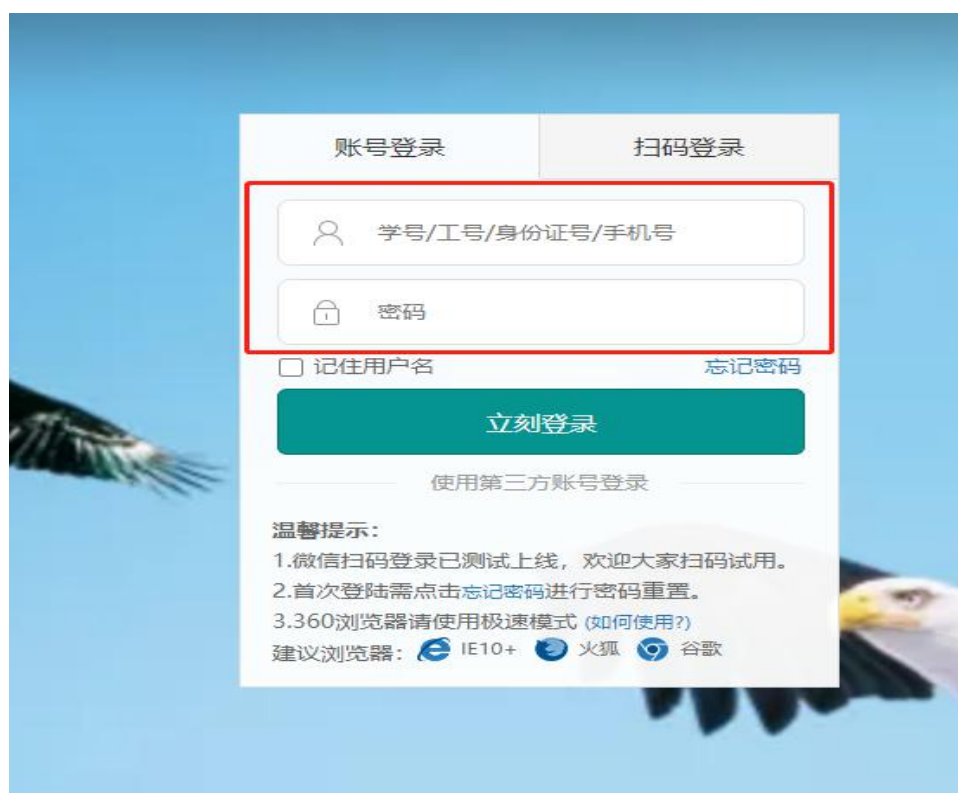 账号登录 扫码登录
学号/工号/身份证号/手机号
密码
记住用户名 忘记密码
立刻登录
使用第三方账号登录
温馨提示：
1.微信扫码登录已测试上线，欢迎大家扫码试用。
2.首次登陆需点击忘记密码进行密码重置。
3.360浏览器请使用极速模式 (如何使用?)
建议浏览器： IE10+ 火狐 谷歌